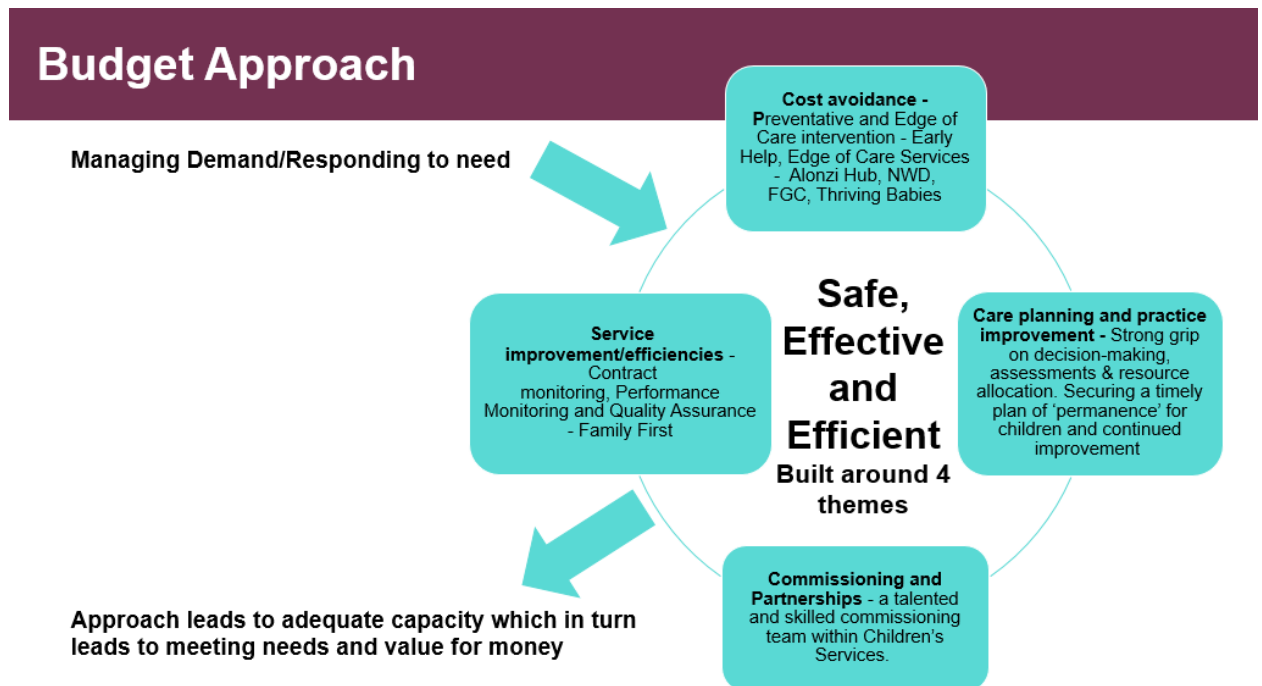 Budget Approach
Managing Demand/Responding to need
Cost avoidance -
Preventative and Edge of
Care intervention - Early
Help, Edge of Care Services
- Alonzi Hub, NWD,
FGC, Thriving Babies
Safe,
Effective
and
Efficient
Built around 4
themes
Care planning and practice
improvement - Strong grip
on decision-making,
assessments & resource
allocation. Securing a timely
plan of ‘permanence’ for
children and continued
improvement
Commissioning and
Partnerships - a talented
and skilled commissioning
team within Children’s
Services.
Service
improvement/efficiencies -
Contract
monitoring, Performance
Monitoring and Quality Assurance
- Family First
Approach leads to adequate capacity which in turn
leads to meeting needs and value for money